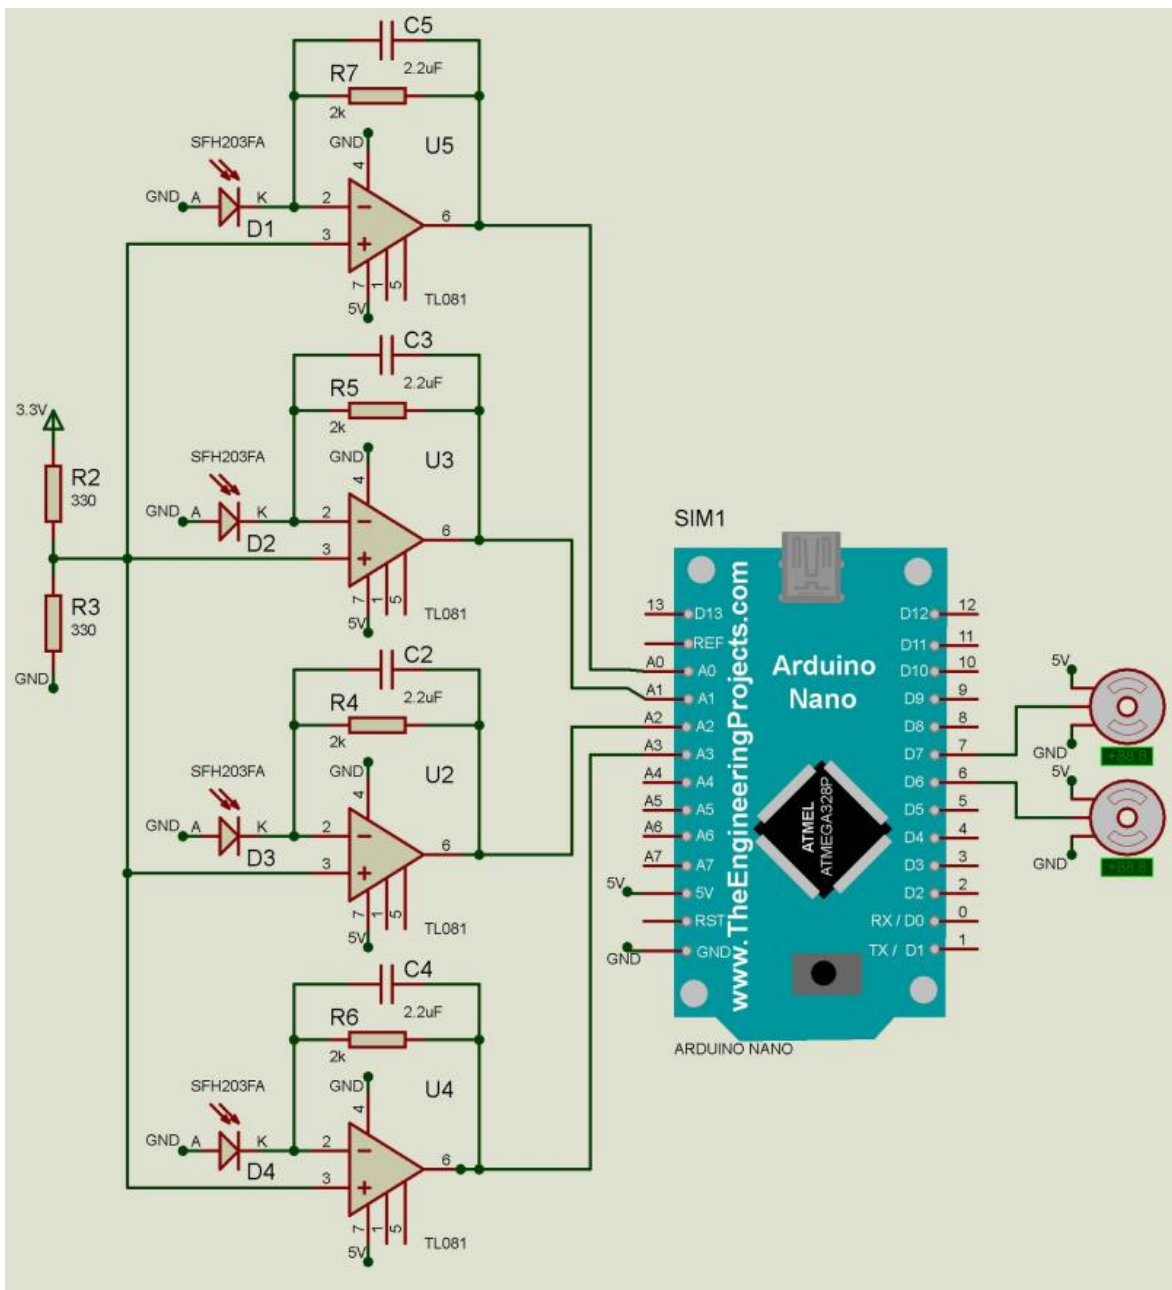 C5
2.2uF
R7
2k
SFH203FA
GND
4
U5
GND A K 2 6
D1
3
7 1 5
5V
TL081
C3
2.2uF
R5
2k
3.3V
SFH203FA
GND
4
U3
R2
330
GND A K 2 6
D2
3
7 1 5
5V
TL081
R3
330
GND
C2
2.2uF
R4
2k
SFH203FA
GND
4
U2
GND A K 2 6
D3
3
7 1 5
5V
TL081
C4
2.2uF
R6
2k
SFH203FA
GND
4
U4
GND A K 2 6
D4
3
7 1 5
5V
TL081
SIM1
www.TheEngineeringProjects.com
Arduino
Nano
ATMEL
ATMEGA328P
13 D13
REF
A0 A0
A1 A1
A2 A2
A3 A3
A4 A4
A5 A5
A6 A6
A7 A7
5V 5V
RST
GND GND
D12 12
D11 11
D10 10
D9 9
D8 8
D7 7
D6 6
D5 5
D4 4
D3 3
D2 2
RX / D0 0
TX / D1 1
ARDUINO NANO
5V
GND
5V
GND